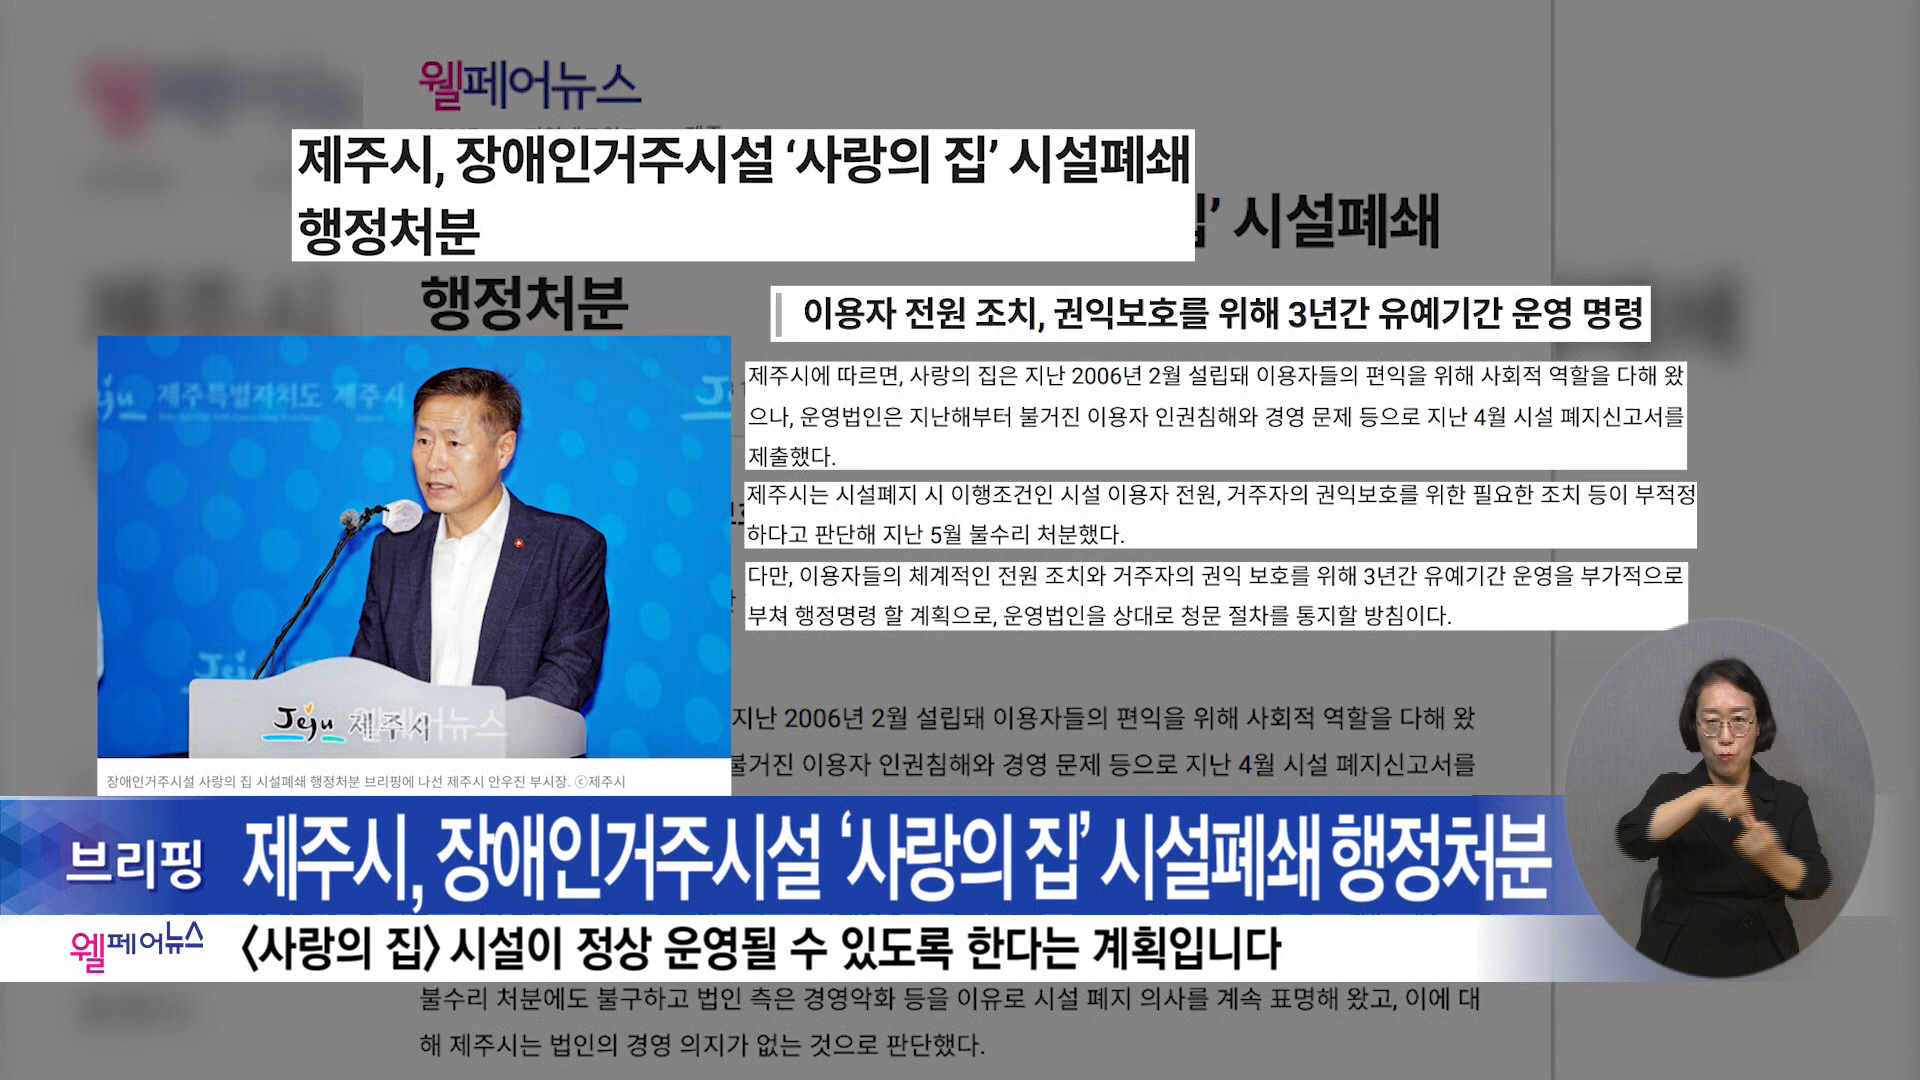 웰페어뉴스
제주시, 장애인거주시설 ‘사랑의 집’ 시설폐쇄
행정처분
’ 시설폐쇄
행정처분
이용자 전원 조치, 권익보호를 위해 3년간 유예기간 운영 명령
제주시에 따르면, 사랑의 집은 지난 2006년 2월 설립돼 이용자들의 편익을 위해 사회적 역할을 다해 왔
으나, 운영법인은 지난해부터 불거진 이용자 인권침해와 경영 문제 등으로 지난 4월 시설 폐지신고서를
제출했다.
제주시는 시설폐지 시 이행조건인 시설 이용자 전원, 거주자의 권익보호를 위한 필요한 조치 등이 부적정
하다고 판단해 지난 5월 불수리 처분했다.
다만, 이용자들의 체계적인 전원 조치와 거주자의 권익 보호를 위해 3년간 유예기간 운영을 부가적으로
부쳐 행정명령 할 계획으로, 운영법인을 상대로 청문 절차를 통지할 방침이다.
Jeju 제주특별자치도 제주시
Jeju 제주시
웰페어뉴스
장애인거주시설 사랑의 집 시설폐쇄 행정처분 브리핑에 나선 제주시 안우진 부시장. ⓒ제주시
지난 2006년 2월 설립돼 이용자들의 편익을 위해 사회적 역할을 다해 왔
불거진 이용자 인권침해와 경영 문제 등으로 지난 4월 시설 폐지신고서를
브리핑
제주시, 장애인거주시설 ‘사랑의 집’ 시설폐쇄 행정처분
웰페어뉴스
<사랑의 집> 시설이 정상 운영될 수 있도록 한다는 계획입니다
불수리 처분에도 불구하고 법인 측은 경영악화 등을 이유로 시설 폐지 의사를 계속 표명해 왔고, 이에 대
해 제주시는 법인의 경영 의지가 없는 것으로 판단했다.